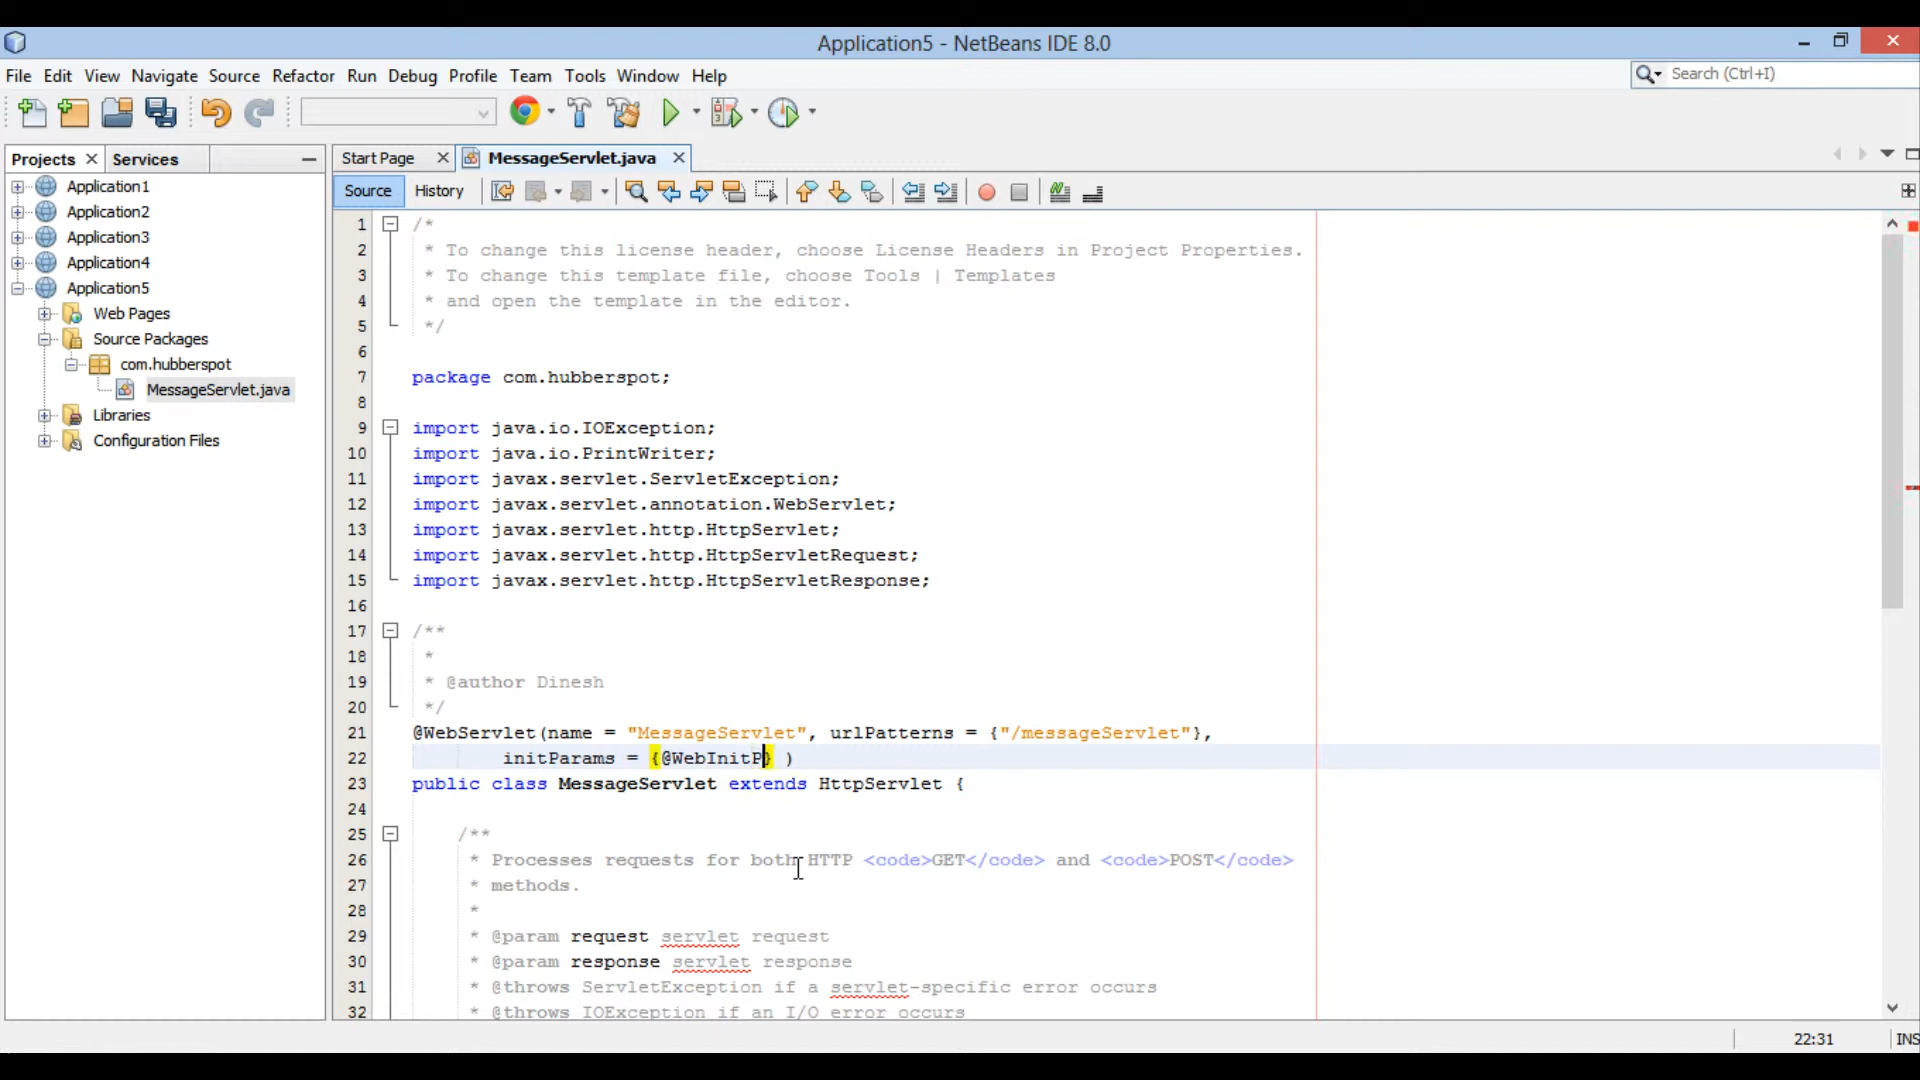 Application5 - NetBeans IDE 8.0
File Edit View Navigate Source Refactor Run Debug Profile Team Tools Window Help
Search (Ctrl+I)
Projects Services
Start Page MessageServlet.java
Source History
Application1
Application2
Application3
Application4
Application5
Web Pages
Source Packages
com.hubberspot
MessageServlet.java
Libraries
Configuration Files
1 /*
2 * To change this license header, choose License Headers in Project Properties.
3 * To change this template file, choose Tools | Templates
4 * and open the template in the editor.
5 */
6
7 package com.hubberspot;
8
9 import java.io.IOException;
10 import java.io.PrintWriter;
11 import javax.servlet.ServletException;
12 import javax.servlet.annotation.WebServlet;
13 import javax.servlet.http.HttpServlet;
14 import javax.servlet.http.HttpServletRequest;
15 import javax.servlet.http.HttpServletResponse;
16
17 /**
18 *
19 * @author Dinesh
20 */
21 @WebServlet(name = "MessageServlet", urlPatterns = {"/messageServlet"},
22 initParams = {@WebInitP} )
23 public class MessageServlet extends HttpServlet {
24
25 /**
26 * Processes requests for both HTTP <code>GET</code> and <code>POST</code>
27 * methods.
28 *
29 * @param request servlet request
30 * @param response servlet response
31 * @throws ServletException if a servlet-specific error occurs
32 * @throws IOException if an I/O error occurs
22:31 INS